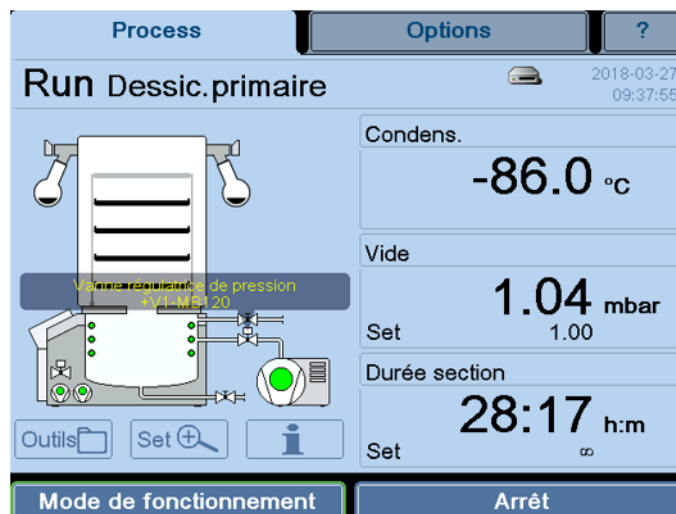 Process
Options
?
Run Dessic.primaire
2018-03-27
09:37:55
Condens.
-86.0 °C
Vanne régulatrice de pression
+V1-MB120
Vide
1.04 mbar
Set 1.00
Durée section
28:17 h:m
Set ∞
Outils
Set
i
Mode de fonctionnement
Arrêt